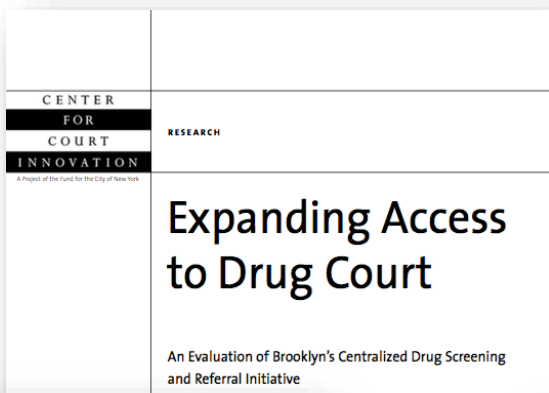 CENTER
FOR
COURT
INNOVATION
A Project of the Fund for the City of New York
RESEARCH
Expanding Access
to Drug Court
An Evaluation of Brooklyn's Centralized Drug Screening
and Referral Initiative